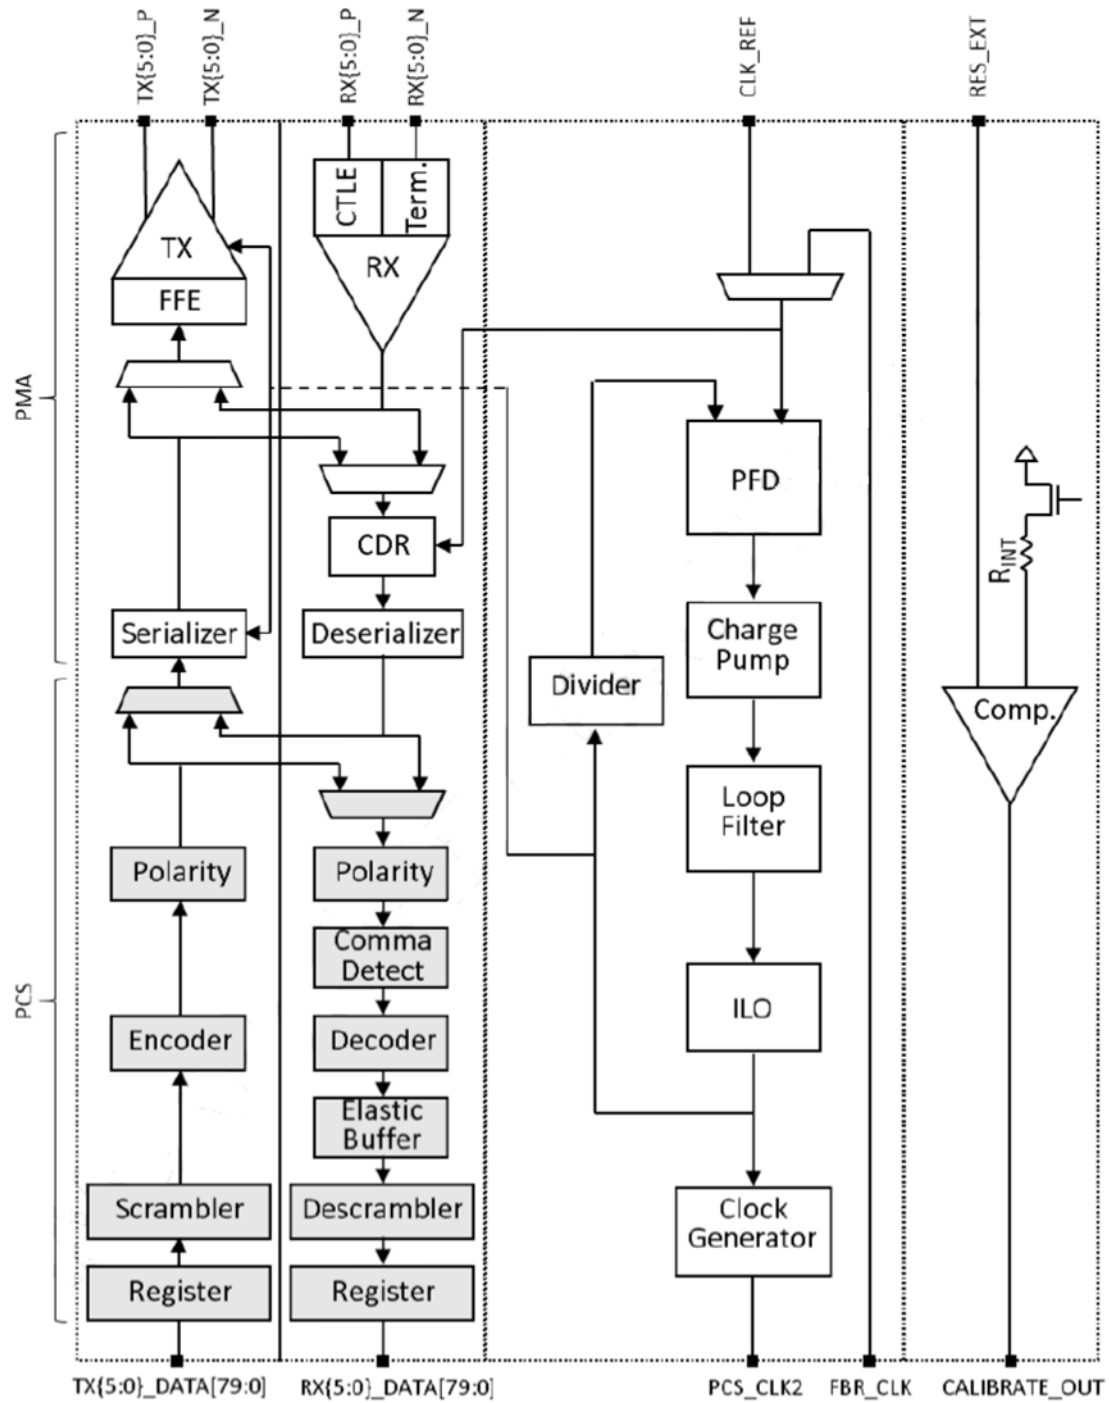 TX{5:0}_P
TX{5:0}_N
RX{5:0}_P
RX{5:0}_N
CLK_REF
RES_EXT
PMA
TX
FFE
CTLE
Term.
RX
CDR
Serializer
Deserializer
PFD
Charge
Pump
Divider
Loop
Filter
ILO
Clock
Generator
R_INT
Comp.
PCS
Polarity
Encoder
Scrambler
Register
Polarity
Comma
Detect
Decoder
Elastic
Buffer
Descrambler
Register
TX{5:0}_DATA[79:0]
RX{5:0}_DATA[79:0]
PCS_CLK2
FBR_CLK
CALIBRATE_OUT